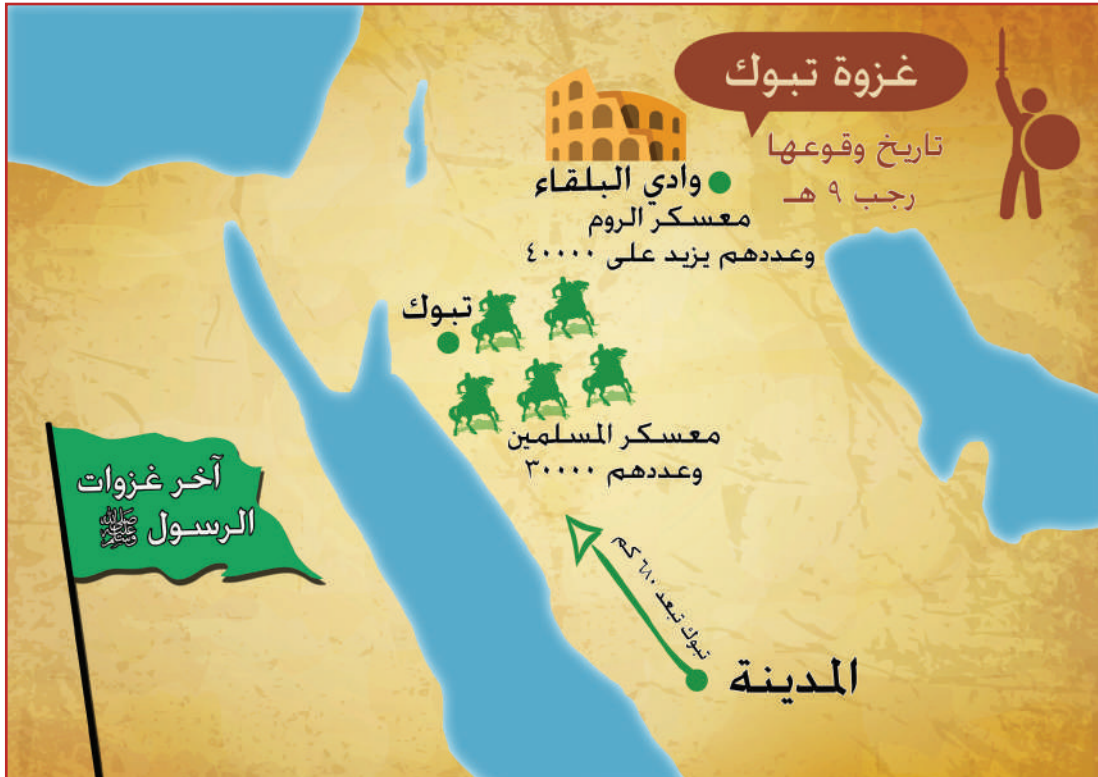 غزوة تبوك
تاريخ وقوعها
رجب ٩ هـ
وادي البلقاء
معسكر الروم
وعددهم يزيد على ٤٠٠٠٠
تبوك
معسكر المسلمين
وعددهم ٣٠٠٠٠
آخر غزوات
الرسول ﷺ
تبوك تبعد ٦٨٠ كم
المدينة